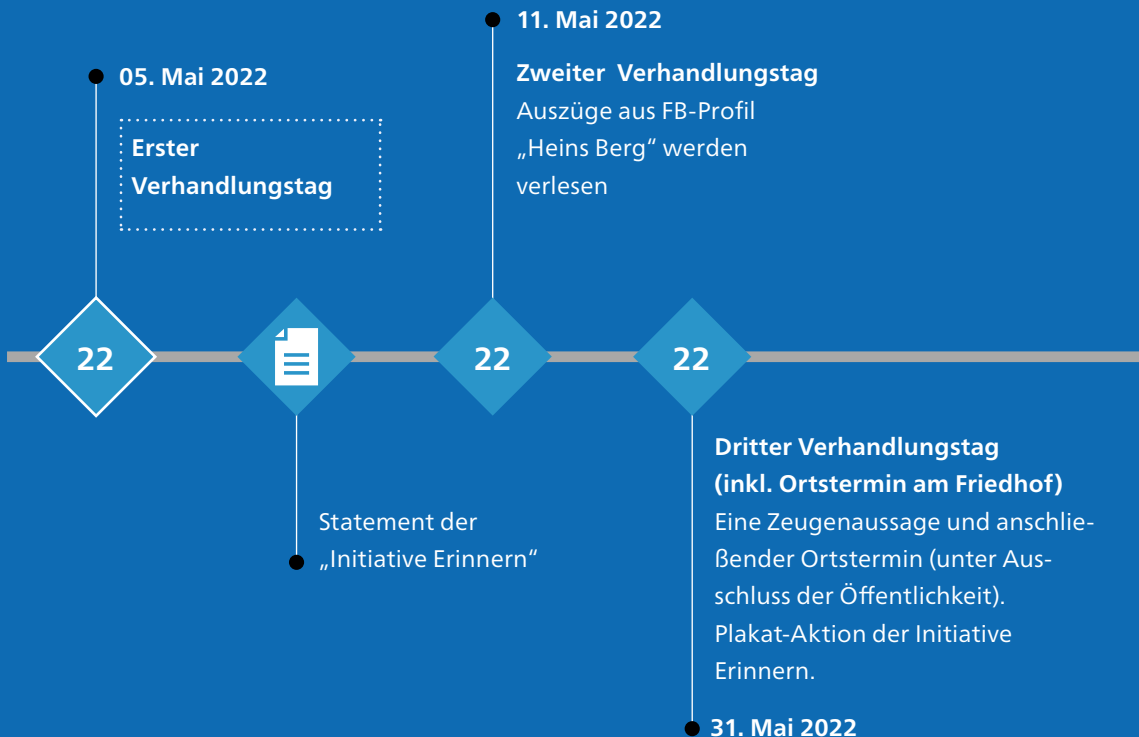 05. Mai 2022
Erster
Verhandlungstag
22
Statement der
„Initiative Erinnern“
11. Mai 2022
Zweiter Verhandlungstag
Auszüge aus FB-Profil
„Heins Berg“ werden
verlesen
22
22
Dritter Verhandlungstag
(inkl. Ortstermin am Friedhof)
Eine Zeugenaussage und anschlie-
ßender Ortstermin (unter Aus-
schluss der Öffentlichkeit).
Plakat-Aktion der Initiative
Erinnern.
31. Mai 2022